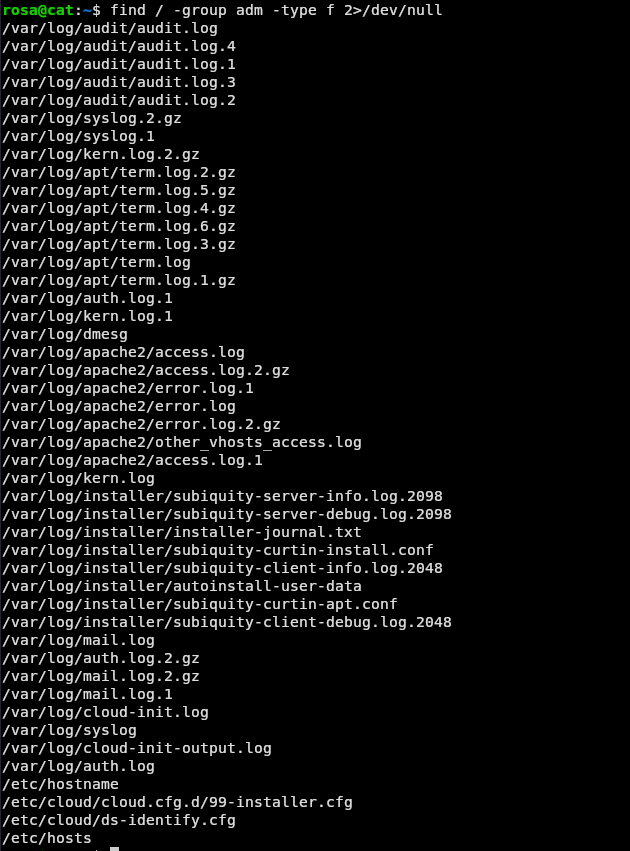 rosa@cat:~$ find / -group adm -type f 2>/dev/null
/var/log/audit/audit.log
/var/log/audit/audit.log.4
/var/log/audit/audit.log.1
/var/log/audit/audit.log.3
/var/log/audit/audit.log.2
/var/log/syslog.2.gz
/var/log/syslog.1
/var/log/kern.log.2.gz
/var/log/apt/term.log.2.gz
/var/log/apt/term.log.5.gz
/var/log/apt/term.log.4.gz
/var/log/apt/term.log.6.gz
/var/log/apt/term.log.3.gz
/var/log/apt/term.log
/var/log/apt/term.log.1.gz
/var/log/auth.log.1
/var/log/kern.log.1
/var/log/dmesg
/var/log/apache2/access.log
/var/log/apache2/access.log.2.gz
/var/log/apache2/error.log.1
/var/log/apache2/error.log
/var/log/apache2/error.log.2.gz
/var/log/apache2/other_vhosts_access.log
/var/log/apache2/access.log.1
/var/log/kern.log
/var/log/installer/subiquity-server-info.log.2098
/var/log/installer/subiquity-server-debug.log.2098
/var/log/installer/installer-journal.txt
/var/log/installer/subiquity-curtin-install.conf
/var/log/installer/subiquity-client-info.log.2048
/var/log/installer/autoinstall-user-data
/var/log/installer/subiquity-curtin-apt.conf
/var/log/installer/subiquity-client-debug.log.2048
/var/log/mail.log
/var/log/auth.log.2.gz
/var/log/mail.log.2.gz
/var/log/mail.log.1
/var/log/cloud-init.log
/var/log/syslog
/var/log/cloud-init-output.log
/var/log/auth.log
/etc/hostname
/etc/cloud/cloud.cfg.d/99-installer.cfg
/etc/cloud/ds-identify.cfg
/etc/hosts